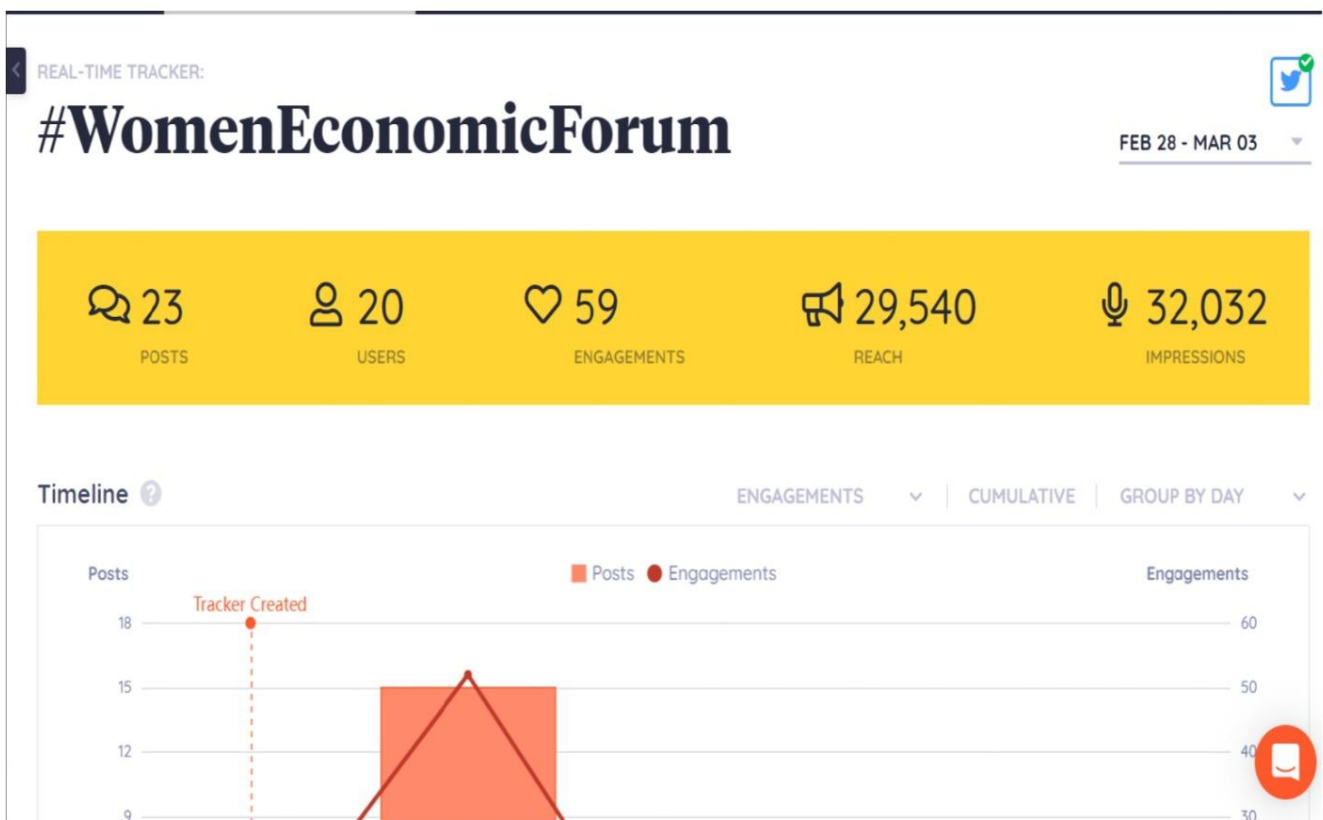 REAL-TIME TRACKER:
#WomenEconomicForum
FEB 28 - MAR 03
23
POSTS
20
USERS
59
ENGAGEMENTS
29,540
REACH
32,032
IMPRESSIONS
Timeline ?
ENGAGEMENTS
CUMULATIVE
GROUP BY DAY
Posts
Posts
Engagements
Engagements
Tracker Created
18
60
15
50
12
40
9
30